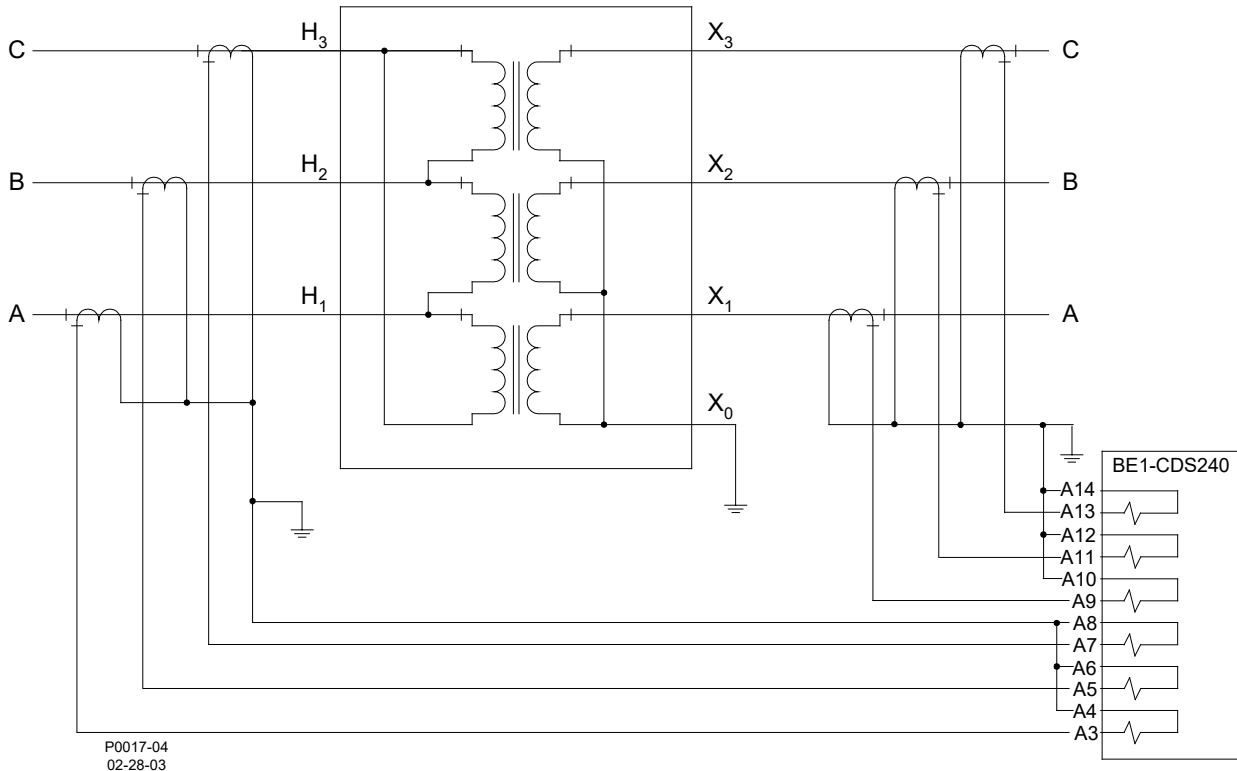 C
H₃
X₃
C
B
H₂
X₂
B
A
H₁
X₁
A
X₀
BE1-CDS240
A14
A13
A12
A11
A10
A9
A8
A7
A6
A5
A4
A3
P0017-04
02-28-03